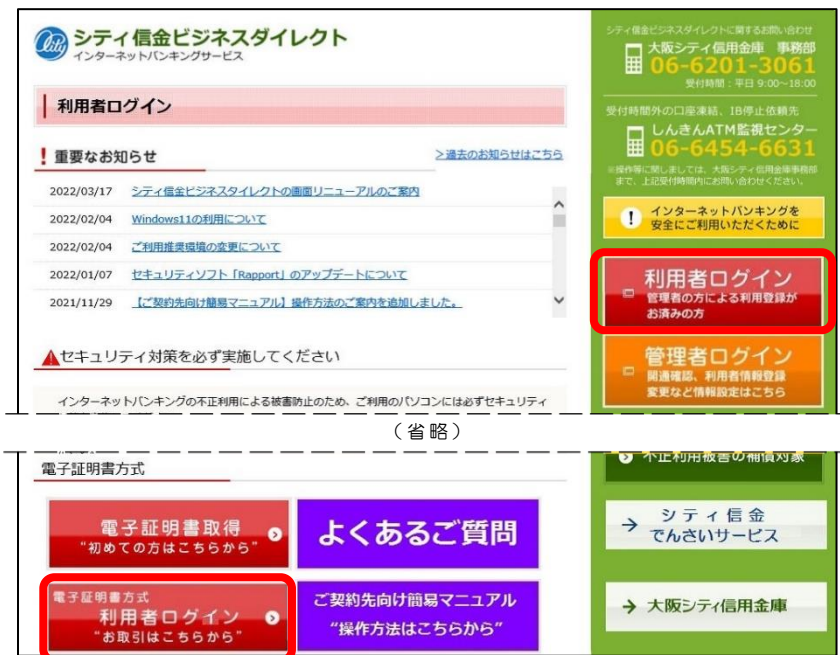 City
シティ信金ビジネスダイレクト
インターネットバンキングサービス
利用者ログイン
! 重要なお知らせ
＞過去のお知らせはこちら
2022/03/17 シティ信金ビジネスダイレクトの画面リニューアルのご案内
2022/02/04 Windows11の利用について
2022/02/04 ご利用推奨環境の変更について
2022/01/07 セキュリティソフト「Rapport」のアップデートについて
2021/11/29 【ご契約先向け簡易マニュアル】操作方法のご案内を追加しました。
セキュリティ対策を必ず実施してください
インターネットバンキングの不正利用による被害防止のため、ご利用のパソコンには必ずセキュリティ
シティ信金ビジネスダイレクトに関するお問い合わせ
大阪シティ信用金庫 事務部
06-6201-3061
受付時間：平日 9:00～18:00
受付時間外の口座凍結、IB停止依頼先
しんきんATM監視センター
06-6454-6631
※操作等に関しましては、大阪シティ信用金庫事務部
まで、上記受付時間内にお問い合わせください。
インターネットバンキングを
安全にご利用いただくために
利用者ログイン
管理者の方による利用登録が
お済みの方
管理者ログイン
開通確認、利用者情報登録
変更など情報設定はこちら
（省略）
電子証明書方式
電子証明書取得
"初めての方はこちらから"
よくあるご質問
電子証明書方式
利用者ログイン
"お取引はこちらから"
ご契約先向け簡易マニュアル
"操作方法はこちらから"
不正利用被害の補償対象
シティ信金
でんさいサービス
大阪シティ信用金庫